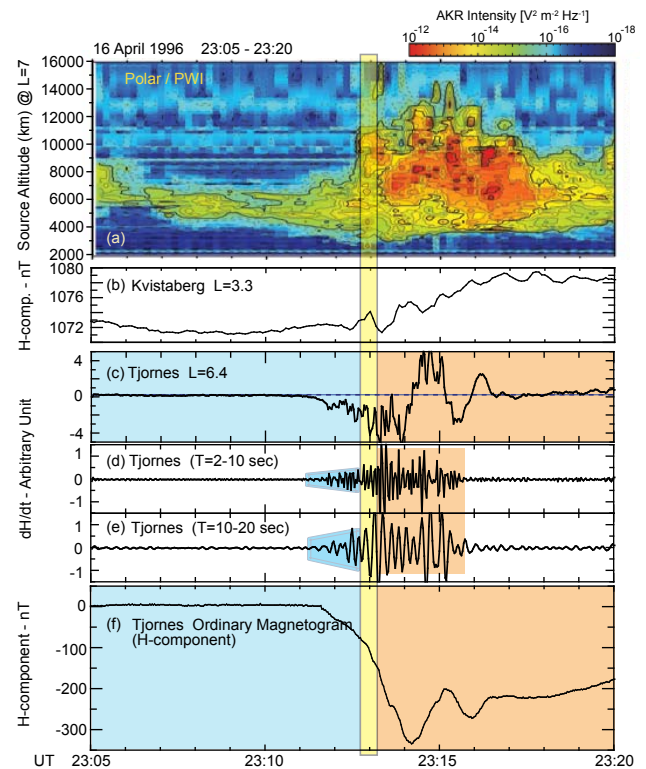 AKR Intensity [V² m⁻² Hz⁻¹]
16 April 1996 23:05 - 23:20
10⁻¹² 10⁻¹⁴ 10⁻¹⁶ 10⁻¹⁸
Source Altitude (km) @ L=7
16000
14000
12000
10000
8000
6000
4000
2000
Polar / PWI
(a)
H-comp. - nT
1080
1076
1072
(b) Kvistaberg L=3.3
dH/dt - Arbitrary Unit
4
0
-4
(c) Tjornes L=6.4
1
0
-1
(d) Tjornes (T=2-10 sec)
1
0
-1
(e) Tjornes (T=10-20 sec)
H-component - nT
0
-100
-200
-300
(f) Tjornes Ordinary Magnetogram
(H-component)
UT 23:05 23:10 23:15 23:20